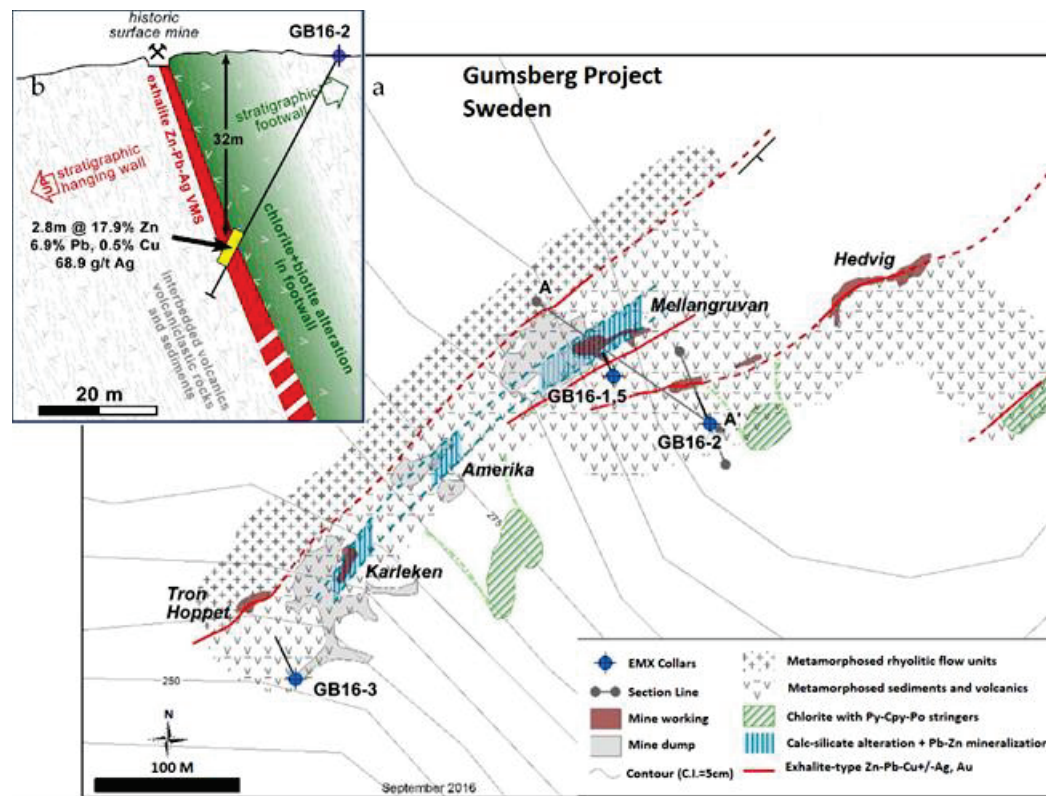 historic
surface mine
GB16-2
b
exhalite Zn-Pb-Ag VMS
32m
stratigraphic
footwall
stratigraphic
hanging wall
UP
2.8m @ 17.9% Zn
6.9% Pb, 0.5% Cu
68.9 g/t Ag
chlorite+biotite alteration
in footwall
Interbedded volcanics
volcaniclastic rocks
and sediments
20 m
a
Gumsberg Project
Sweden
Hedvig
A
Mellangruvan
GB16-1,5
A'
GB16-2
Amerika
275
Karleken
Tron
Hoppet
250
GB16-3
N
100 M
September 2016
EMX Collars
Section Line
Mine working
Mine dump
Contour (C.I.=5cm)
Metamorphosed rhyolitic flow units
Metamorphosed sediments and volcanics
Chlorite with Py-Cpy-Po stringers
Calc-silicate alteration + Pb-Zn mineralization
Exhalite-type Zn-Pb-Cu+/-Ag, Au